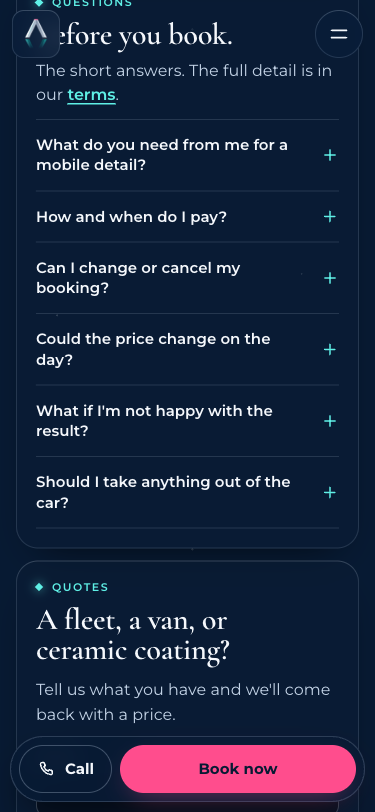 QUESTIONS
efore you book.
The short answers. The full detail is in
our terms.
What do you need from me for a
mobile detail?
How and when do I pay?
Can I change or cancel my
booking?
Could the price change on the
day?
What if I'm not happy with the
result?
Should I take anything out of the
car?
QUOTES
A fleet, a van, or
ceramic coating?
Tell us what you have and we'll come
back with a price.
Call
Book now